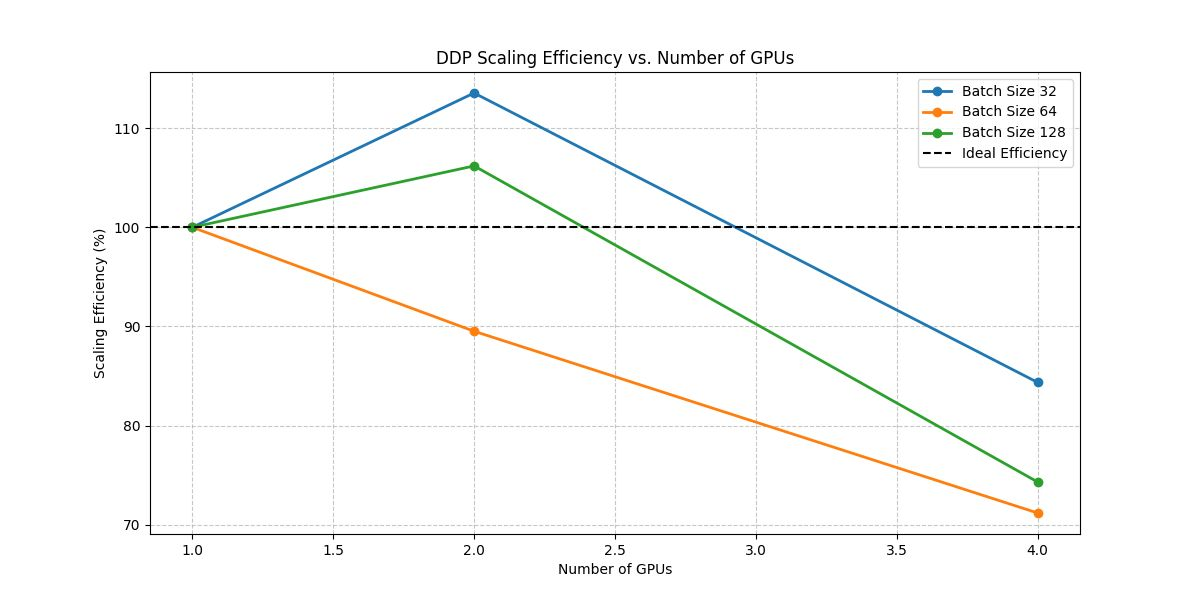 DDP Scaling Efficiency vs. Number of GPUs
Batch Size 32
Batch Size 64
Batch Size 128
Ideal Efficiency
Scaling Efficiency (%)
110
100
90
80
70
1.0 1.5 2.0 2.5 3.0 3.5 4.0
Number of GPUs